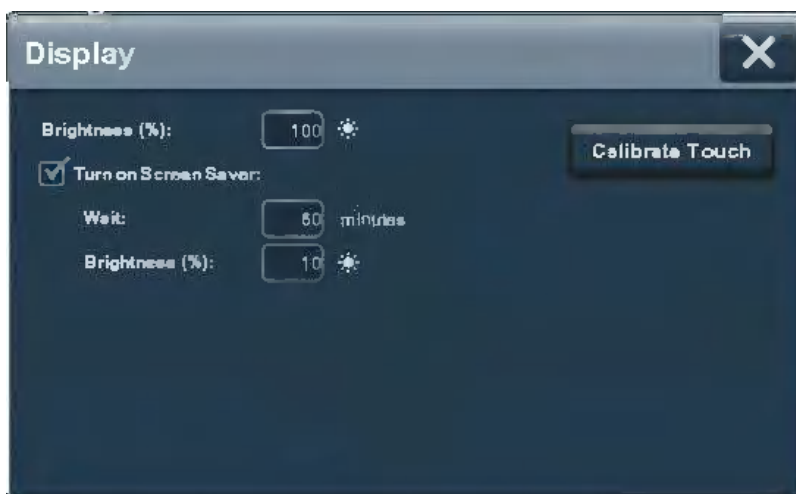 Display
Brightness (%): 100
Calibrate Touch
Turn on Screen Saver:
Wait: 60 minutes
Brightness (%): 10